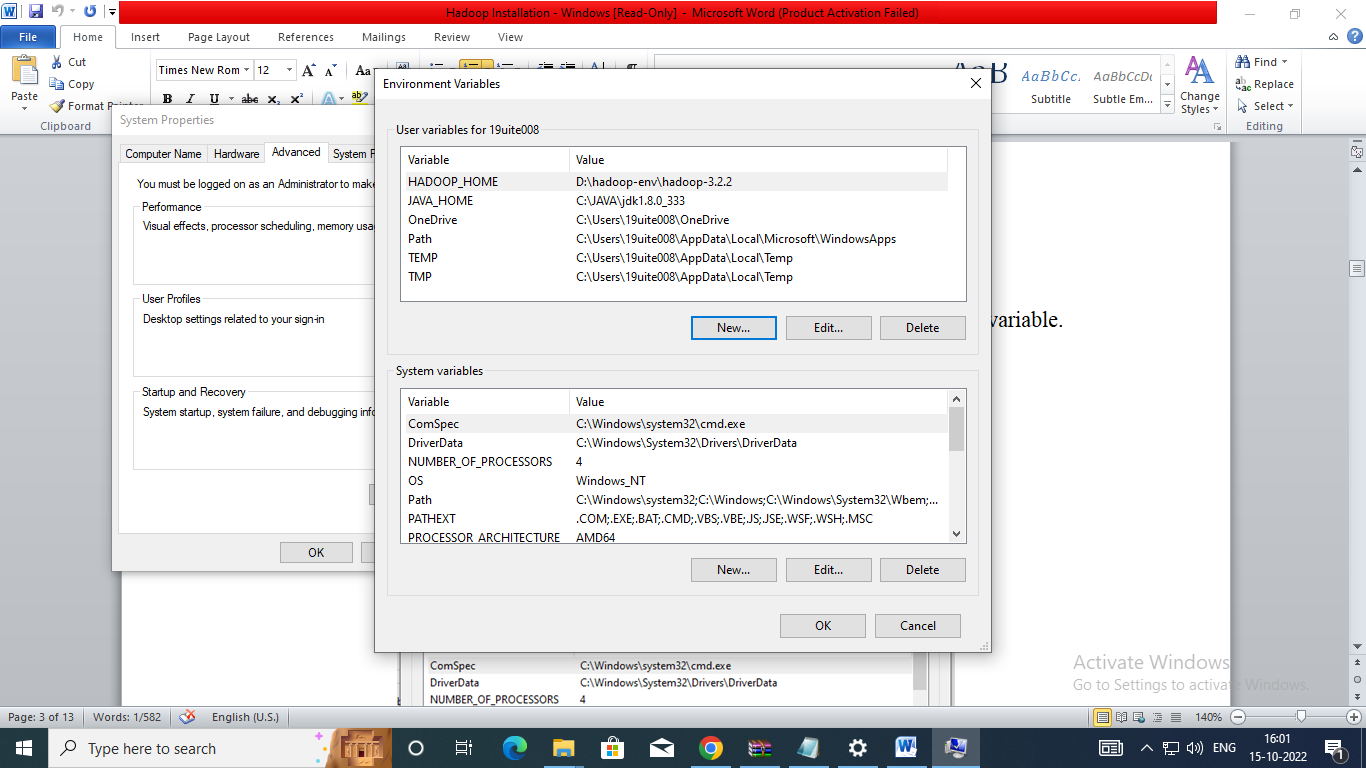 Hadoop Installation - Windows [Read-Only] - Microsoft Word (Product Activation Failed)
File Home Insert Page Layout References Mailings Review View
Paste
Cut
Copy
Format Painter
Clipboard
Times New Rom 12
B I U abc X₂ X²
AaBbCc. AaBbCcDc
Subtitle Subtle Em...
Change
Styles
Find
Replace
Select
Editing
System Properties
Computer Name Hardware Advanced System P
You must be logged on as an Administrator to make
Performance
Visual effects, processor scheduling, memory usa
User Profiles
Desktop settings related to your sign-in
Startup and Recovery
System startup, system failure, and debugging info
OK
Environment Variables
User variables for 19uite008
Variable Value
HADOOP_HOME D:\hadoop-env\hadoop-3.2.2
JAVA_HOME C:\JAVA\jdk1.8.0_333
OneDrive C:\Users\19uite008\OneDrive
Path C:\Users\19uite008\AppData\Local\Microsoft\WindowsApps
TEMP C:\Users\19uite008\AppData\Local\Temp
TMP C:\Users\19uite008\AppData\Local\Temp
New... Edit... Delete
variable.
System variables
Variable Value
ComSpec C:\Windows\system32\cmd.exe
DriverData C:\Windows\System32\Drivers\DriverData
NUMBER_OF_PROCESSORS 4
OS Windows_NT
Path C:\Windows\system32;C:\Windows;C:\Windows\System32\Wbem;...
PATHEXT .COM;.EXE;.BAT;.CMD;.VBS;.VBE;.JS;.JSE;.WSF;.WSH;.MSC
PROCESSOR_ARCHITECTURE AMD64
New... Edit... Delete
OK Cancel
ComSpec C:\Windows\system32\cmd.exe
DriverData C:\Windows\System32\Drivers\DriverData
NUMBER_OF_PROCESSORS 4
Activate Windows
Go to Settings to activate Windows.
Page: 3 of 13 Words: 1/582 English (U.S.) 140%
Type here to search
ENG
16:01
15-10-2022
1